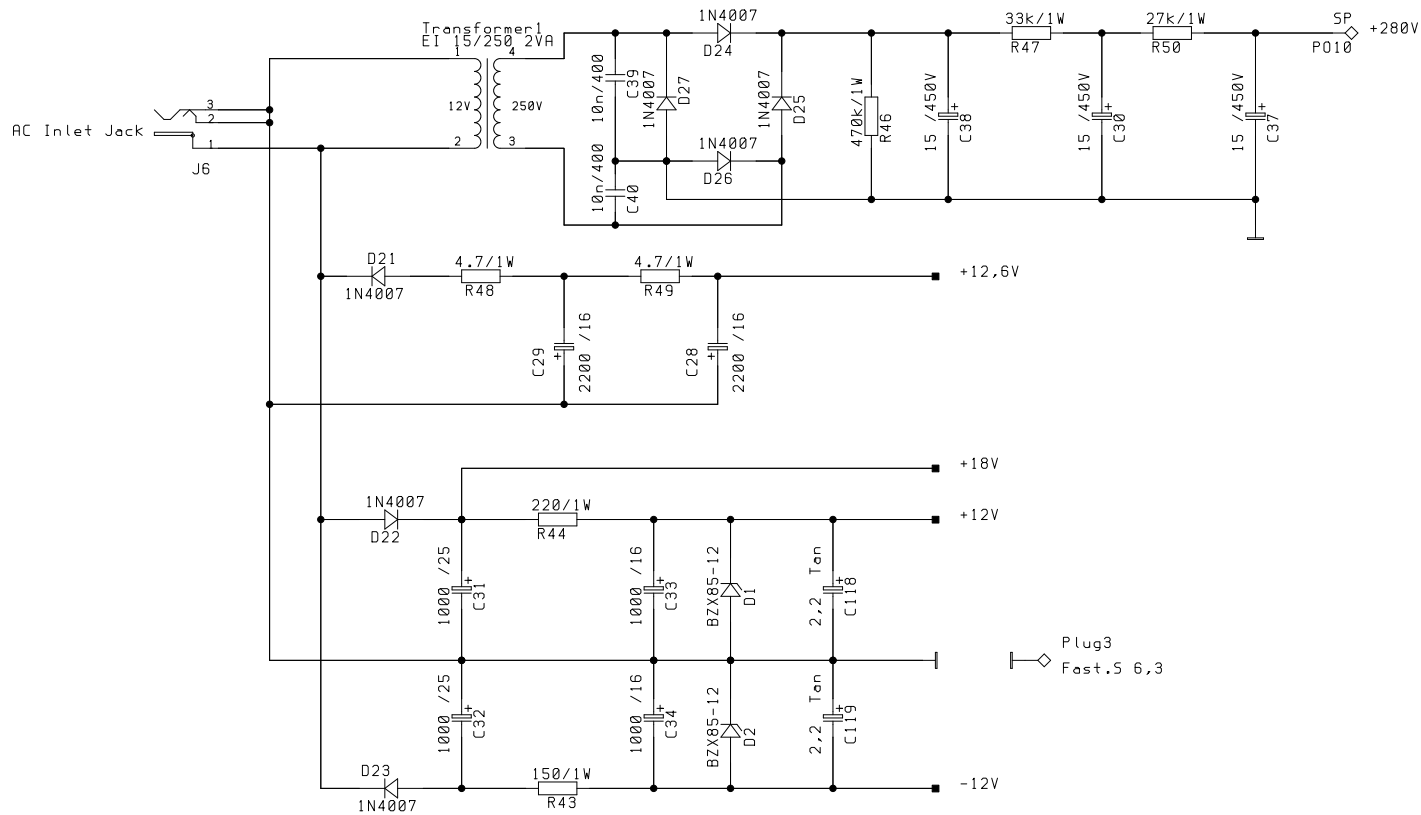 Transformer1
EI 15/250 2VA
1
4
12V
250V
2
3
AC Inlet Jack
3
2
1
J6
10n/400
C39
1N4007
D27
1N4007
D24
1N4007
D25
1N4007
D26
10n/400
C40
470k/1W
R46
15 /450V
C38
33k/1W
R47
15 /450V
C30
27k/1W
R50
15 /450V
C37
SP
PO10
+280V
D21
1N4007
4.7/1W
R48
4.7/1W
R49
+12,6V
C29
2200 /16
C28
2200 /16
+18V
1N4007
D22
220/1W
R44
+12V
1000 /25
C31
1000 /16
C33
BZX85-12
D1
2,2 Tan
C118
Plug3
Fast.S 6,3
1000 /25
C32
1000 /16
C34
BZX85-12
D2
2,2 Tan
C119
D23
1N4007
150/1W
R43
-12V